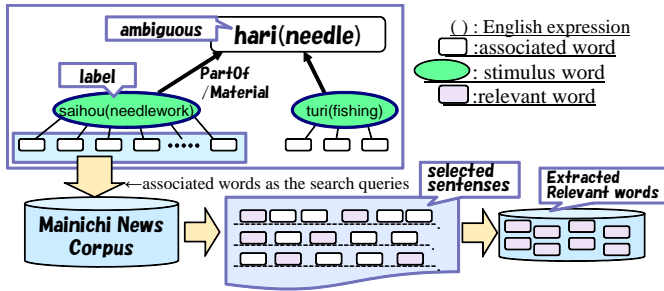 ambiguous
hari(needle)
( ) : English expression
:associated word
: stimulus word
:relevant word
label
PartOf
/Material
saihou(needlework)
turi(fishing)
←associated words as the search queries
selected
sentenses
Extracted
Relevant words
Mainichi News
Corpus